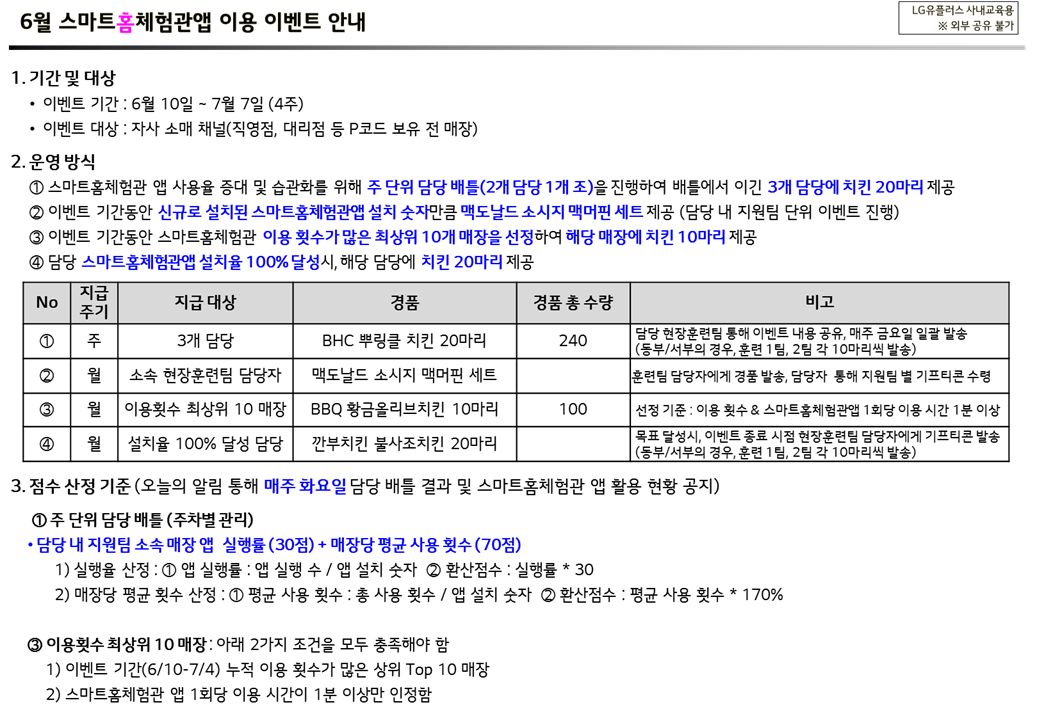 6월 스마트홈체험관앱 이용 이벤트 안내
LG유플러스 사내교육용
※ 외부 공유 불가
1. 기간 및 대상
• 이벤트 기간 : 6월 10일 ~ 7월 7일 (4주)
• 이벤트 대상 : 자사 소매 채널(직영점, 대리점 등 P코드 보유 전 매장)
2. 운영 방식
① 스마트홈체험관 앱 사용율 증대 및 습관화를 위해 주 단위 담당 배틀(2개 담당 1개 조)을 진행하여 배틀에서 이긴 3개 담당에 치킨 20마리 제공
② 이벤트 기간동안 신규로 설치된 스마트홈체험관앱 설치 숫자만큼 맥도날드 소시지 맥머핀 세트 제공 (담당 내 지원팀 단위 이벤트 진행)
③ 이벤트 기간동안 스마트홈체험관 이용 횟수가 많은 최상위 10개 매장을 선정하여 해당 매장에 치킨 10마리 제공
④ 담당 스마트홈체험관앱 설치율 100% 달성시, 해당 담당에 치킨 20마리 제공
No 지급 주기 지급 대상 경품 경품 총 수량 비고
① 주 3개 담당 BHC 뿌링클 치킨 20마리 240 담당 현장훈련팀 통해 이벤트 내용 공유, 매주 금요일 일괄 발송
(동부/서부의 경우, 훈련 1팀, 2팀 각 10마리씩 발송)
② 월 소속 현장훈련팀 담당자 맥도날드 소시지 맥머핀 세트 훈련팀 담당자에게 경품 발송, 담당자 통해 지원팀 별 기프티콘 수령
③ 월 이용횟수 최상위 10 매장 BBQ 황금올리브치킨 10마리 100 선정 기준 : 이용 횟수 & 스마트홈체험관앱 1회당 이용 시간 1분 이상
④ 월 설치율 100% 달성 담당 깐부치킨 불사조치킨 20마리 목표 달성시, 이벤트 종료 시점 현장훈련팀 담당자에게 기프티콘 발송
(동부/서부의 경우, 훈련 1팀, 2팀 각 10마리씩 발송)
3. 점수 산정 기준 (오늘의 알림 통해 매주 화요일 담당 배틀 결과 및 스마트홈체험관 앱 활용 현황 공지)
① 주 단위 담당 배틀 (주차별 관리)
• 담당 내 지원팀 소속 매장 앱 실행률 (30점) + 매장당 평균 사용 횟수 (70점)
1) 실행율 산정 : ① 앱 실행률 : 앱 실행 수 / 앱 설치 숫자 ② 환산점수 : 실행률 * 30
2) 매장당 평균 횟수 산정 : ① 평균 사용 횟수 : 총 사용 횟수 / 앱 설치 숫자 ② 환산점수 : 평균 사용 횟수 * 170%
③ 이용횟수 최상위 10 매장 : 아래 2가지 조건을 모두 충족해야 함
1) 이벤트 기간(6/10-7/4) 누적 이용 횟수가 많은 상위 Top 10 매장
2) 스마트홈체험관 앱 1회당 이용 시간이 1분 이상만 인정함